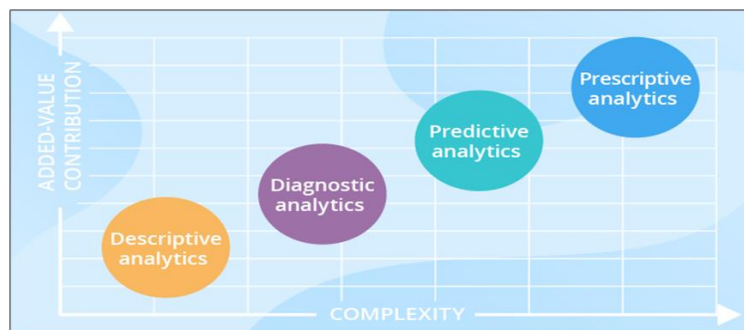 ADDED-VALUE
CONTRIBUTION
Prescriptive
analytics
Predictive
analytics
Diagnostic
analytics
Descriptive
analytics
COMPLEXITY